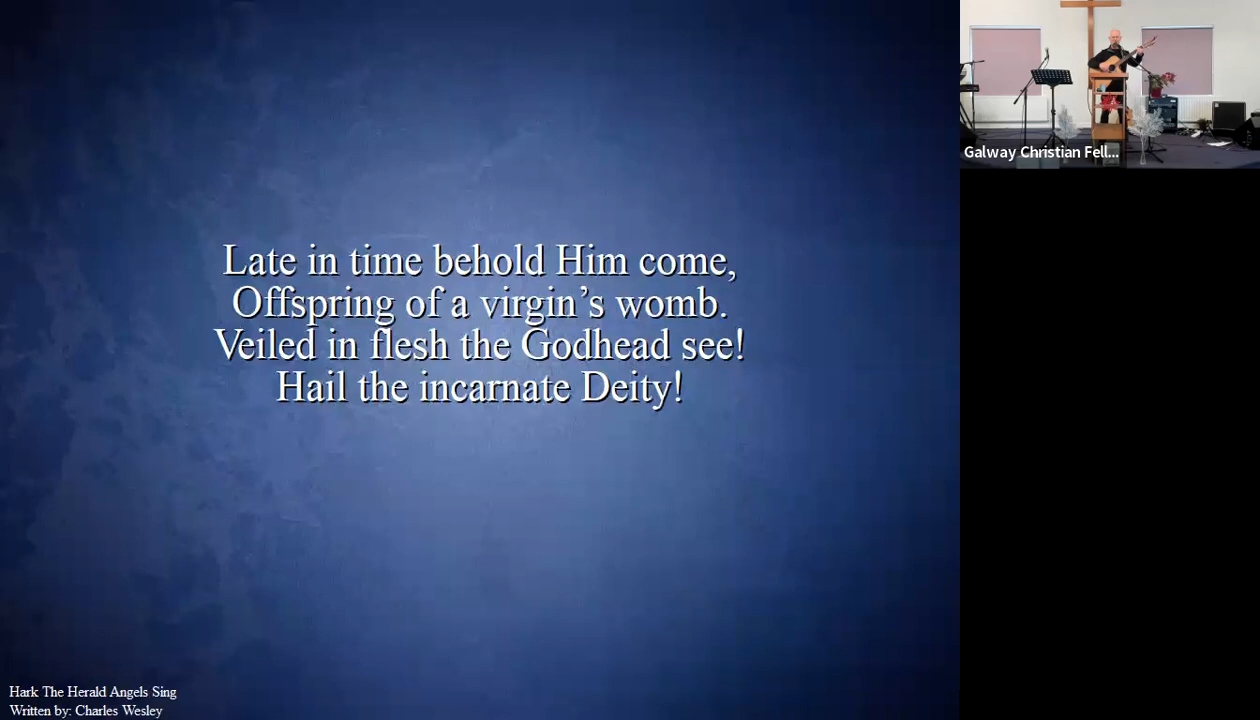 Late in time behold Him come,
Offspring of a virgin’s womb.
Veiled in flesh the Godhead see!
Hail the incarnate Deity!
Galway Christian Fell...
Hark The Herald Angels Sing
Written by: Charles Wesley